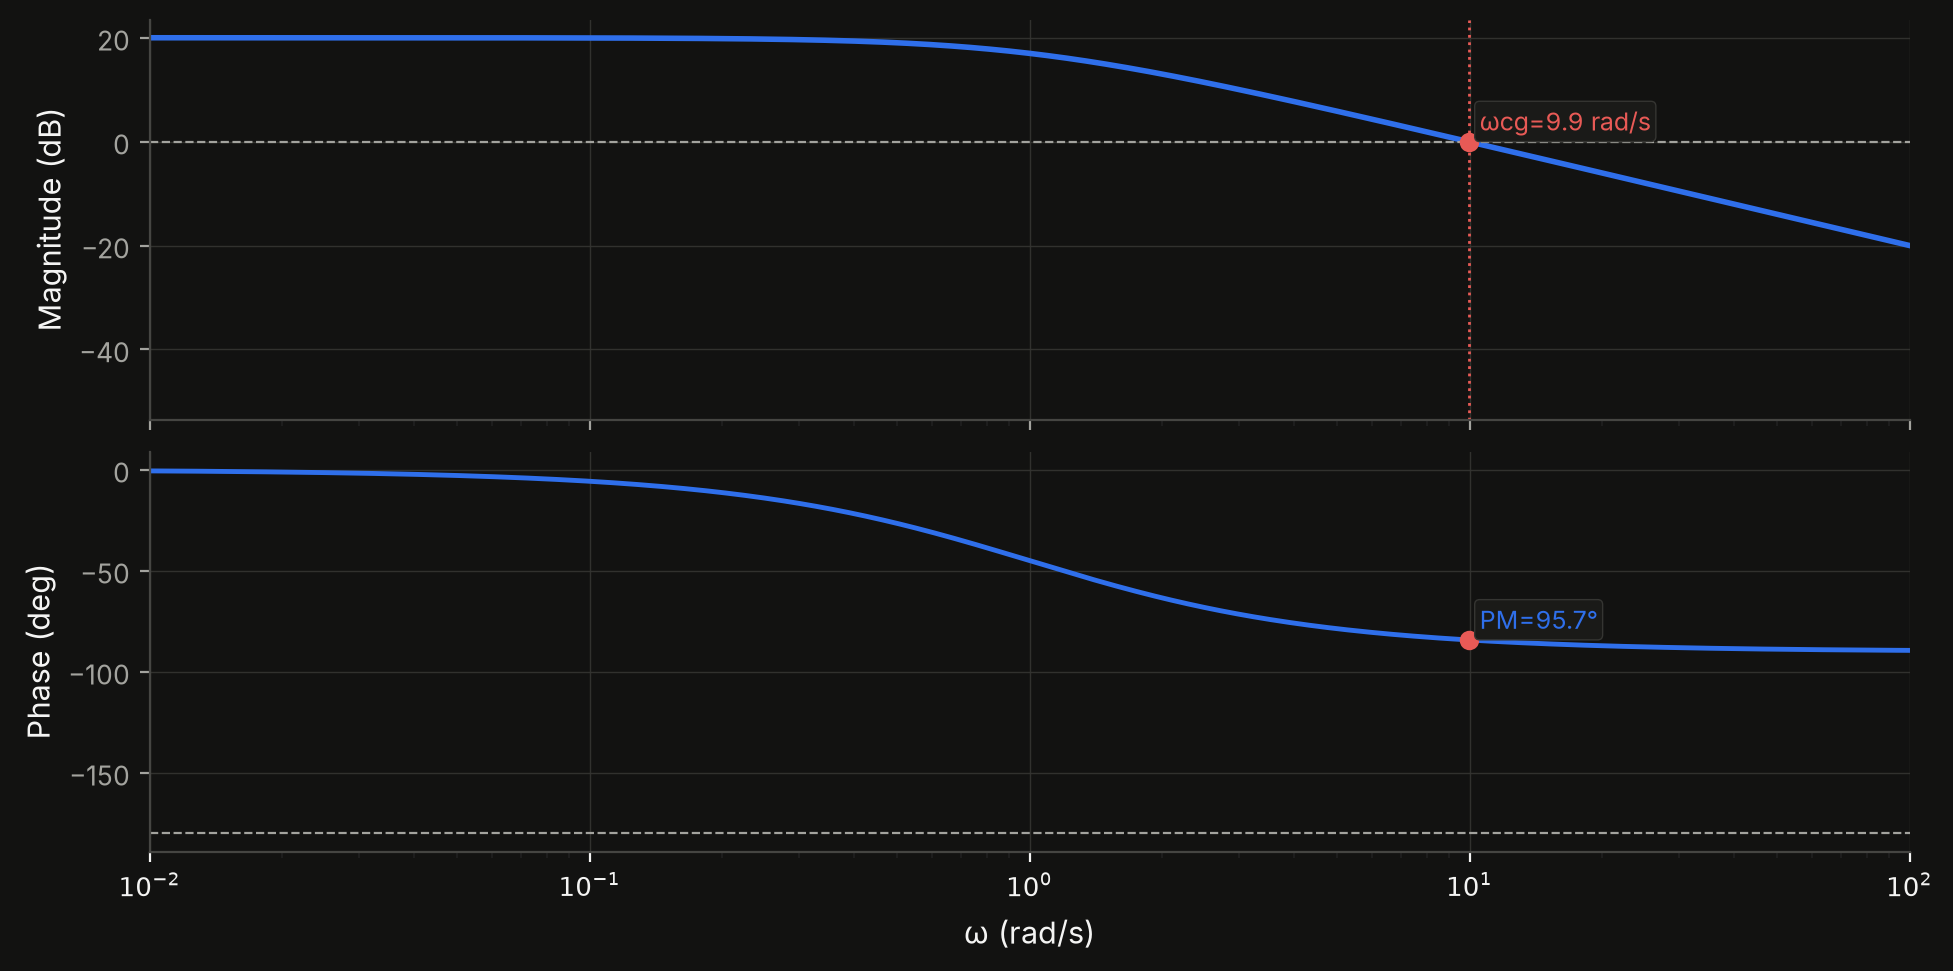 Magnitude (dB)
20
0
−20
−40
ωcg=9.9 rad/s
Phase (deg)
0
−50
−100
−150
PM=95.7°
10⁻² 10⁻¹ 10⁰ 10¹ 10²
ω (rad/s)